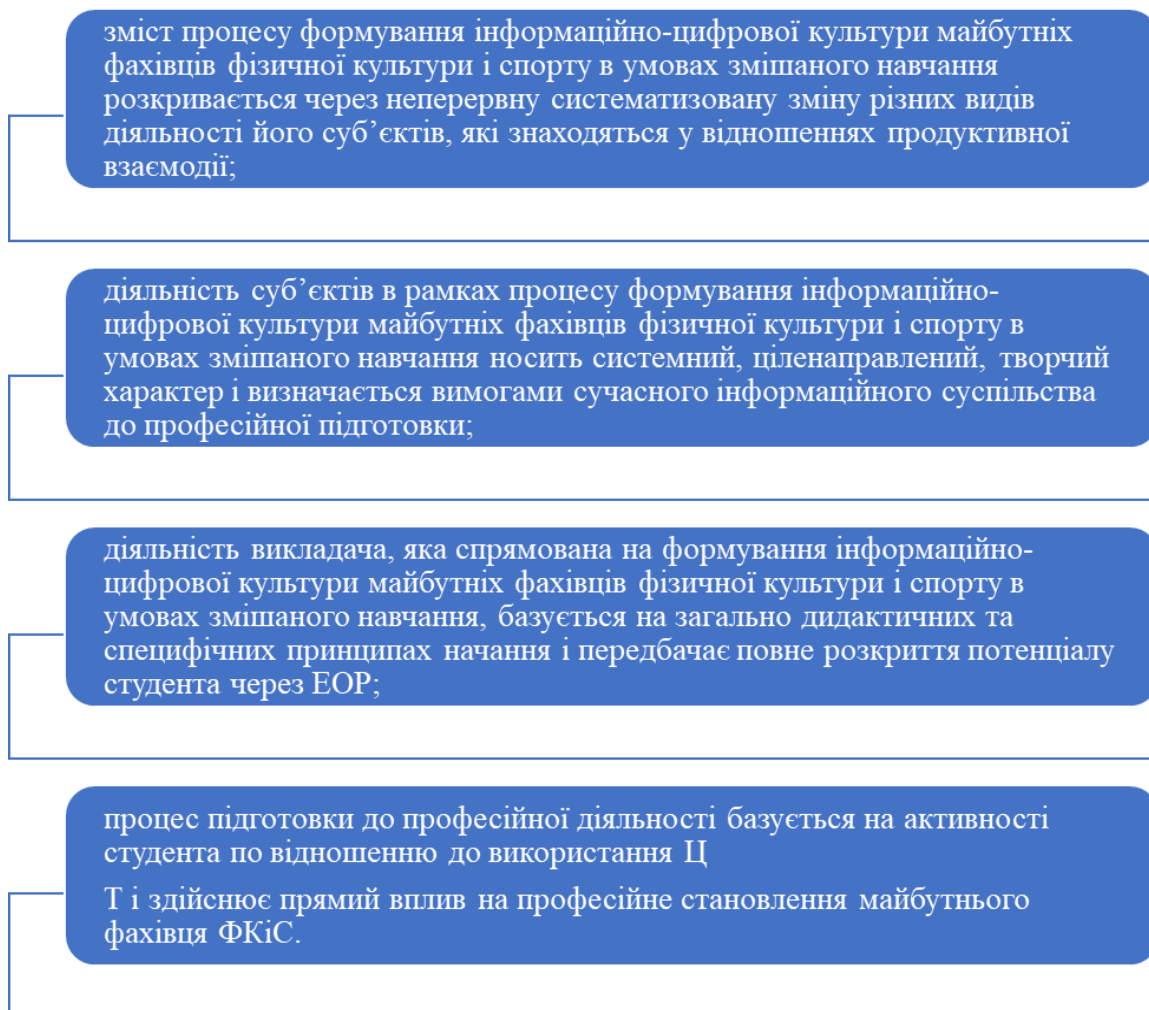 зміст процесу формування інформаційно-цифрової культури майбутніх
фахівців фізичної культури і спорту в умовах змішаного навчання
розкривається через неперервну систематизовану зміну різних видів
діяльності його суб’єктів, які знаходяться у відношеннях продуктивної
взаємодії;
діяльність суб’єктів в рамках процесу формування інформаційно-
цифрової культури майбутніх фахівців фізичної культури і спорту в
умовах змішаного навчання носить системний, ціленаправлений, творчий
характер і визначається вимогами сучасного інформаційного суспільства
до професійної підготовки;
діяльність викладача, яка спрямована на формування інформаційно-
цифрової культури майбутніх фахівців фізичної культури і спорту в
умовах змішаного навчання, базується на загально дидактичних та
специфічних принципах начання і передбачає повне розкриття потенціалу
студента через ЕОР;
процес підготовки до професійної діяльності базується на активності
студента по відношенню до використання Ц
Т і здійснює прямий вплив на професійне становлення майбутнього
фахівця ФКіС.